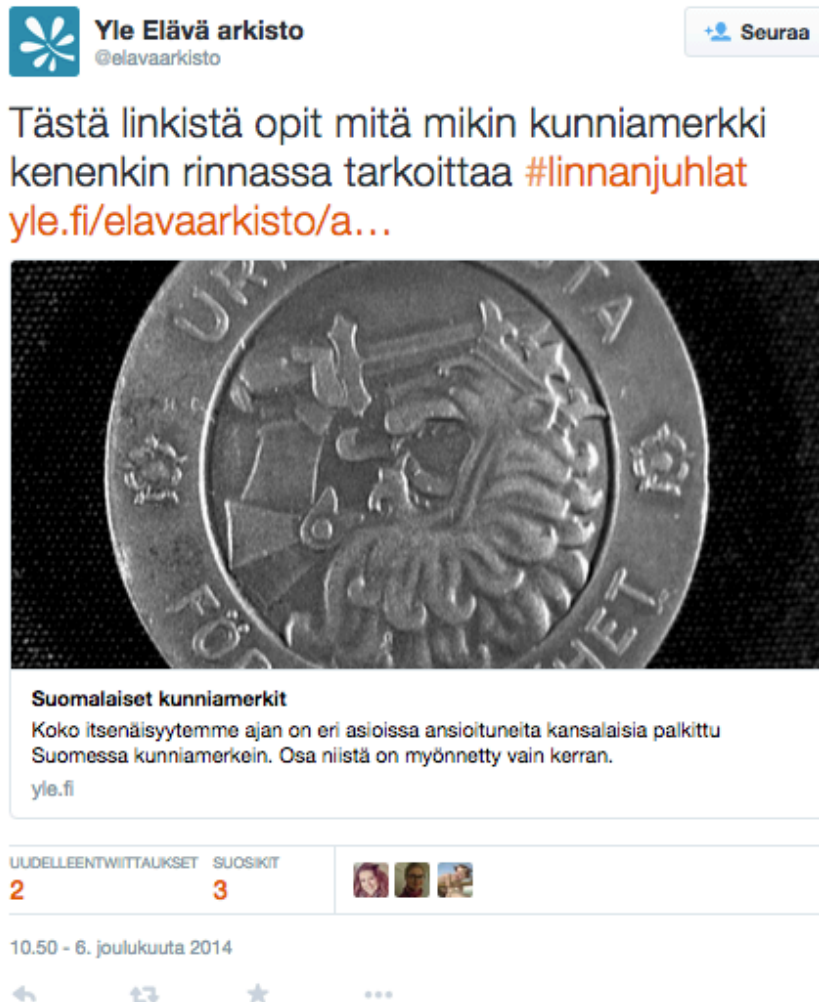 Yle Elävä arkisto
@elavaarkisto
Seuraa
Tästä linkistä opit mitä mikin kunniamerkki
kenenkin rinnassa tarkoittaa #linnanjuhlat
yle.fi/elavaarkisto/a...
Suomalaiset kunniamerkit
Koko itsenäisyytemme ajan on eri asioissa ansioituneita kansalaisia palkittu
Suomessa kunniamerkein. Osa niistä on myönnetty vain kerran.
yle.fi
UUDELLEENTWIITTAUKSET SUOSIKIT
2 3
10.50 - 6. joulukuuta 2014